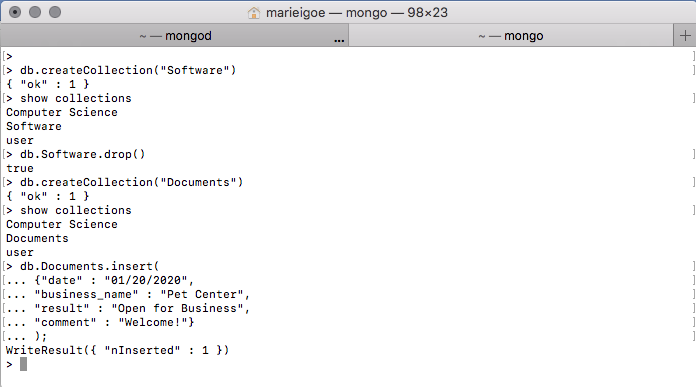 marieigoe — mongo — 98×23
~ — mongod ... ~ — mongo +
[> ]
[> db.createCollection("Software") ]
{ "ok" : 1 }
[> show collections ]
Computer Science
Software
user
[> db.Software.drop() ]
true
[> db.createCollection("Documents") ]
{ "ok" : 1 }
[> show collections ]
Computer Science
Documents
user
[> db.Documents.insert( ]
[... {"date" : "01/20/2020", ]
[... "business_name" : "Pet Center", ]
[... "result" : "Open for Business", ]
[... "comment" : "Welcome!"} ]
[... ); ]
WriteResult({ "nInserted" : 1 })
>